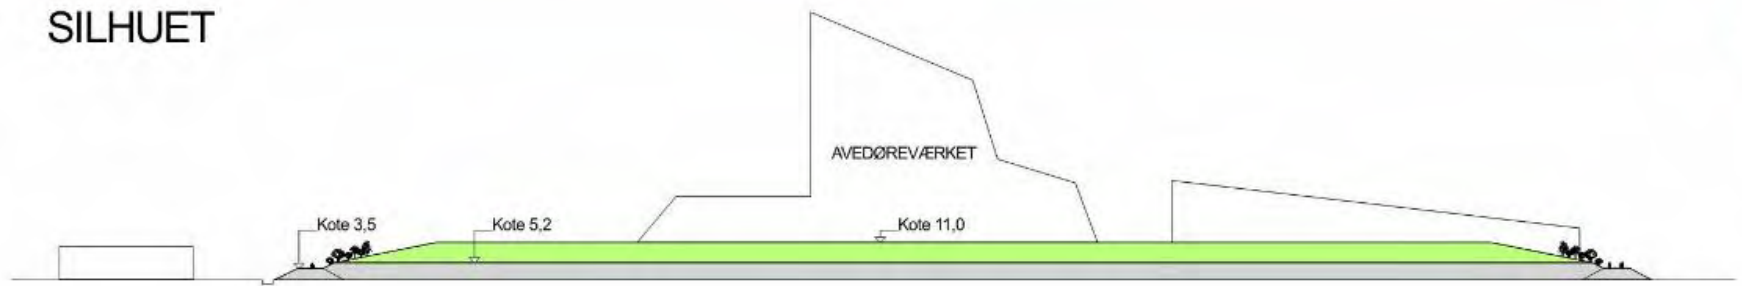 SILHUET
AVEDØREVÆRKET
Kote 3,5
Kote 5,2
Kote 11,0